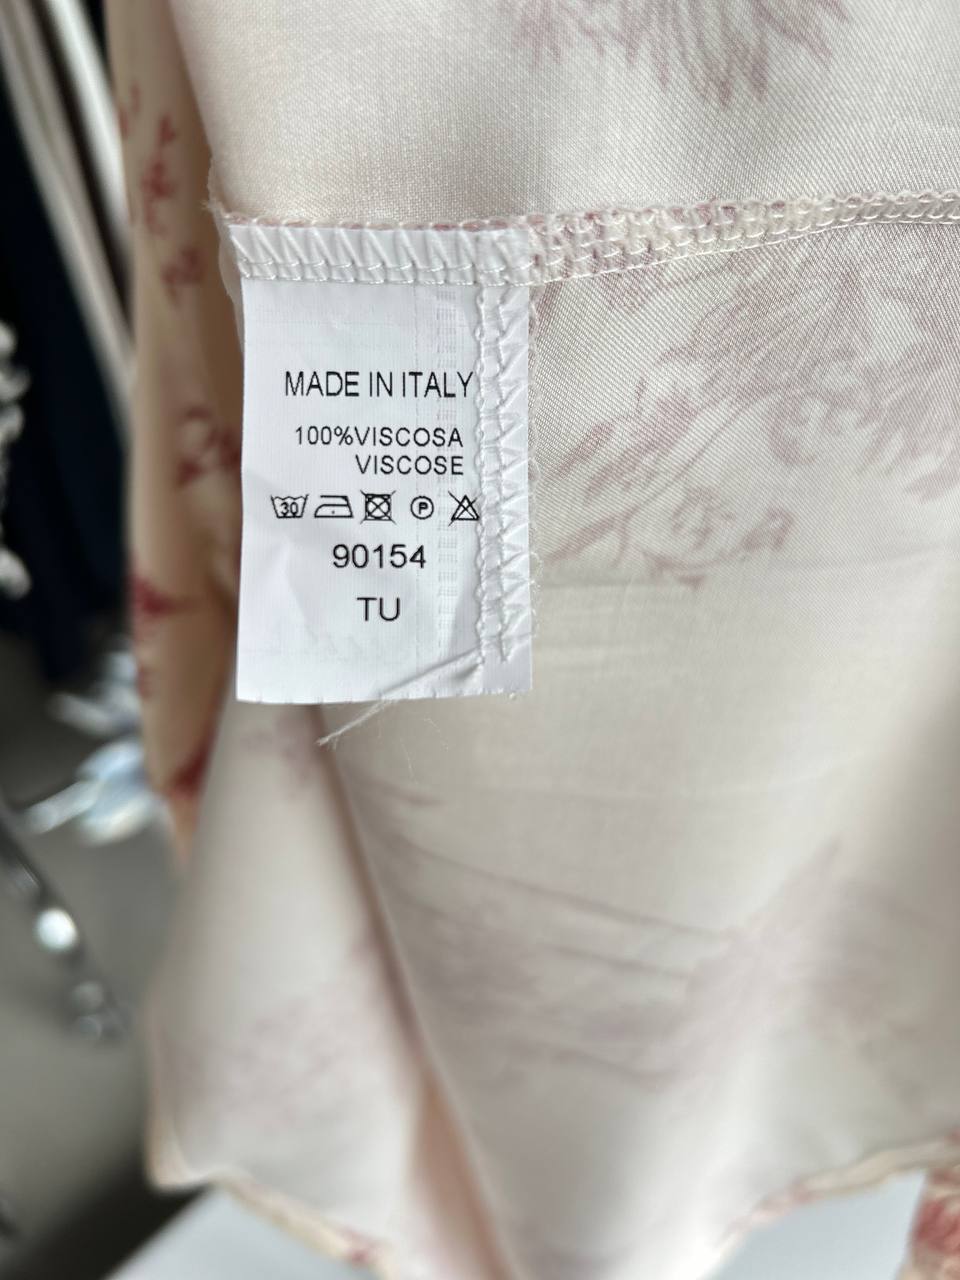 MADE IN ITALY
100%VISCOSA
VISCOSE
30 P
90154
TU